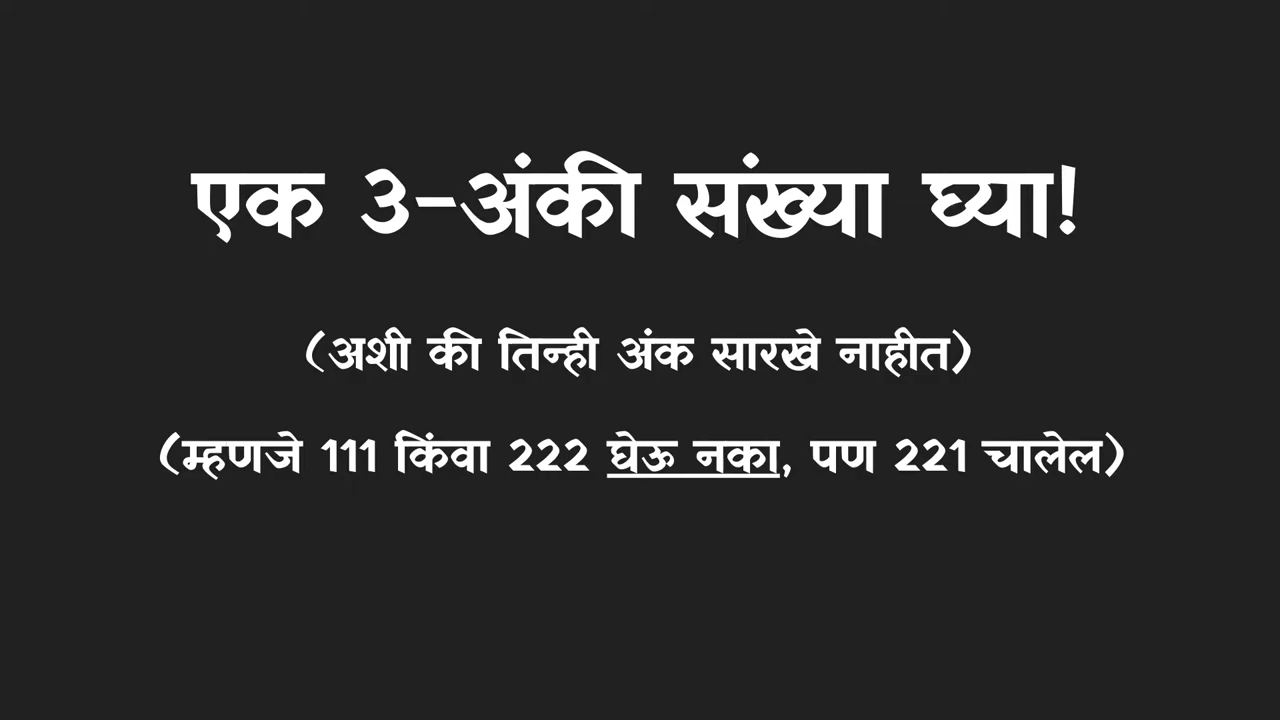 एक 3-अंकी संख्या घ्या!
(अशी की तिन्ही अंक सारखे नाहीत)
(म्हणजे 111 किंवा 222 घेऊ नका, पण 221 चालेल)